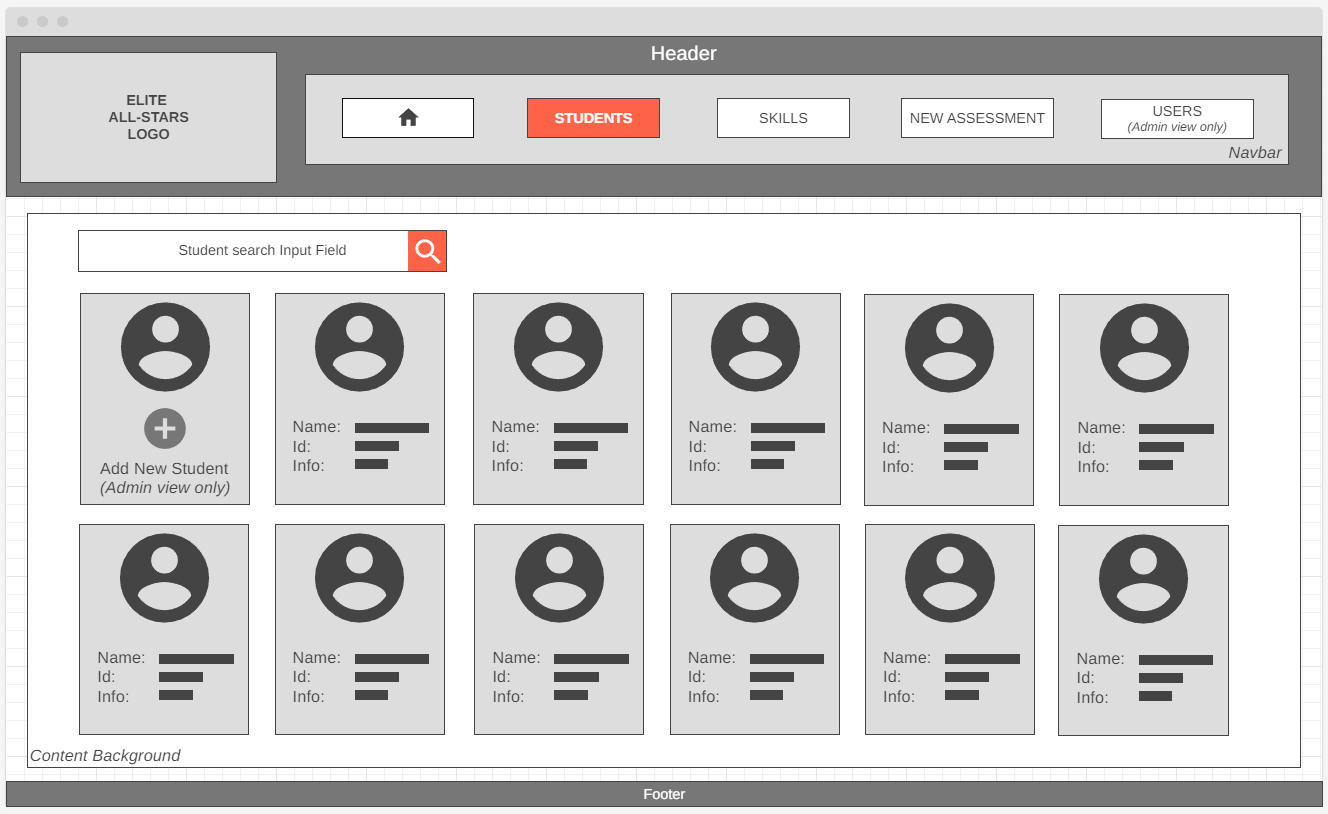 Header
ELITE
ALL-STARS
LOGO
STUDENTS
SKILLS
NEW ASSESSMENT
USERS
(Admin view only)
Navbar
Student search Input Field
Add New Student
(Admin view only)
Name:
Id:
Info:
Name:
Id:
Info:
Name:
Id:
Info:
Name:
Id:
Info:
Name:
Id:
Info:
Name:
Id:
Info:
Name:
Id:
Info:
Name:
Id:
Info:
Name:
Id:
Info:
Name:
Id:
Info:
Name:
Id:
Info:
Content Background
Footer